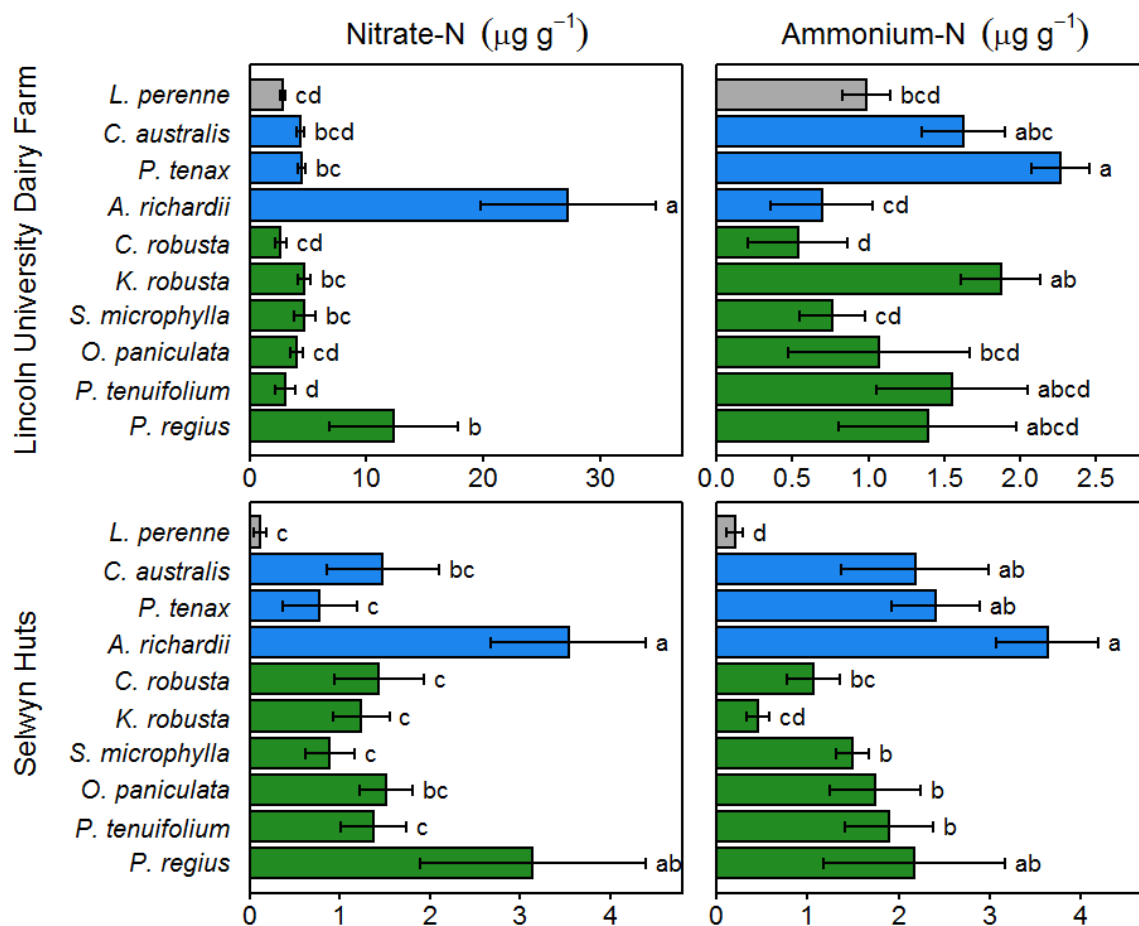 Nitrate-N (μg g⁻¹) Ammonium-N (μg g⁻¹)
Lincoln University Dairy Farm
L. perenne cd bcd
C. australis bcd abc
P. tenax bc a
A. richardii a cd
C. robusta cd d
K. robusta bc ab
S. microphylla bc cd
O. paniculata cd bcd
P. tenuifolium d abcd
P. regius b abcd
0 10 20 30 0.0 0.5 1.0 1.5 2.0 2.5
Selwyn Huts
L. perenne c d
C. australis bc ab
P. tenax c ab
A. richardii a a
C. robusta c bc
K. robusta c cd
S. microphylla c b
O. paniculata bc b
P. tenuifolium c b
P. regius ab ab
0 1 2 3 4 0 1 2 3 4